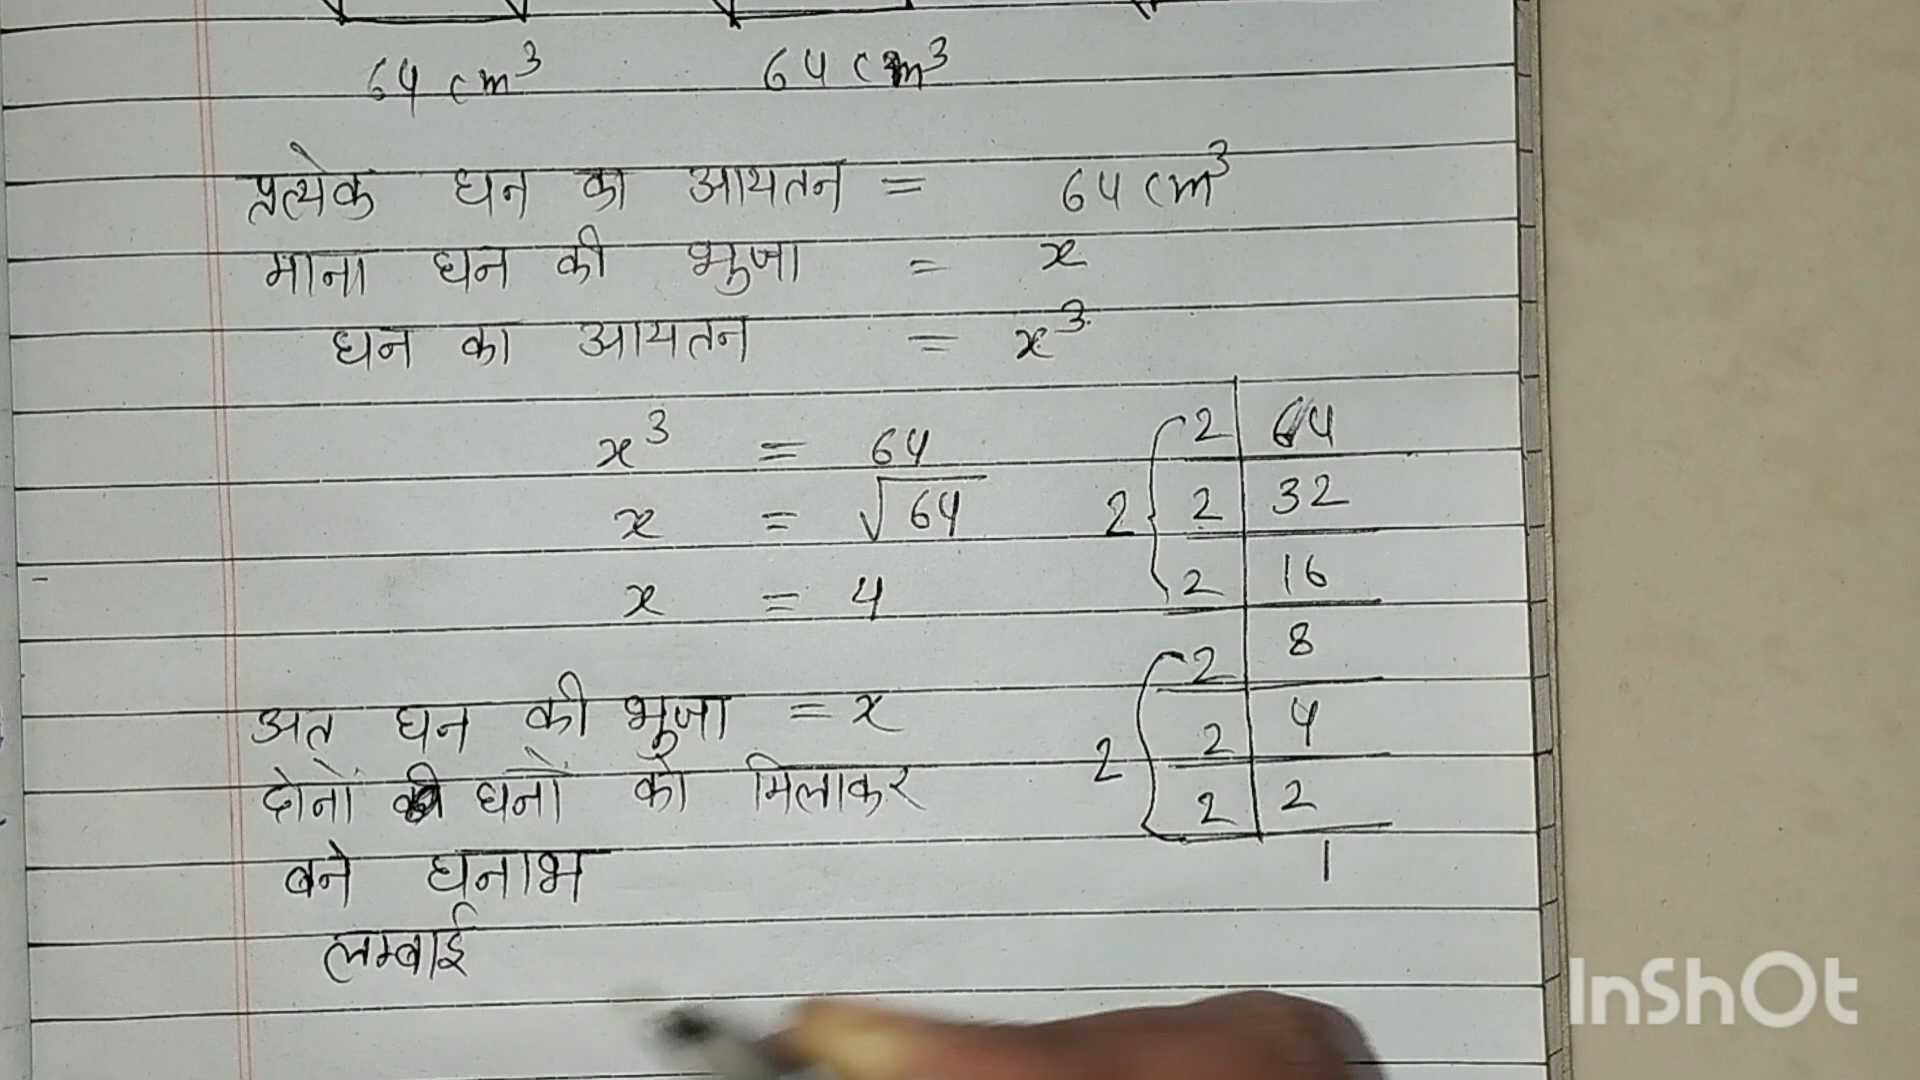 64 cm³ 64 cm³
प्रत्येक घन का आयतन = 64 cm³
माना घन की भुजा = x
घन का आयतन = x³
x³ = 64
x = √64
x = 4
2 | 64
2 2 | 32
2 | 16
2 | 8
2 2 | 4
2 | 2
1
अत घन की भुजा = x
दोनों घनों को मिलाकर
बने घनाभ
लम्बाई
InShOt